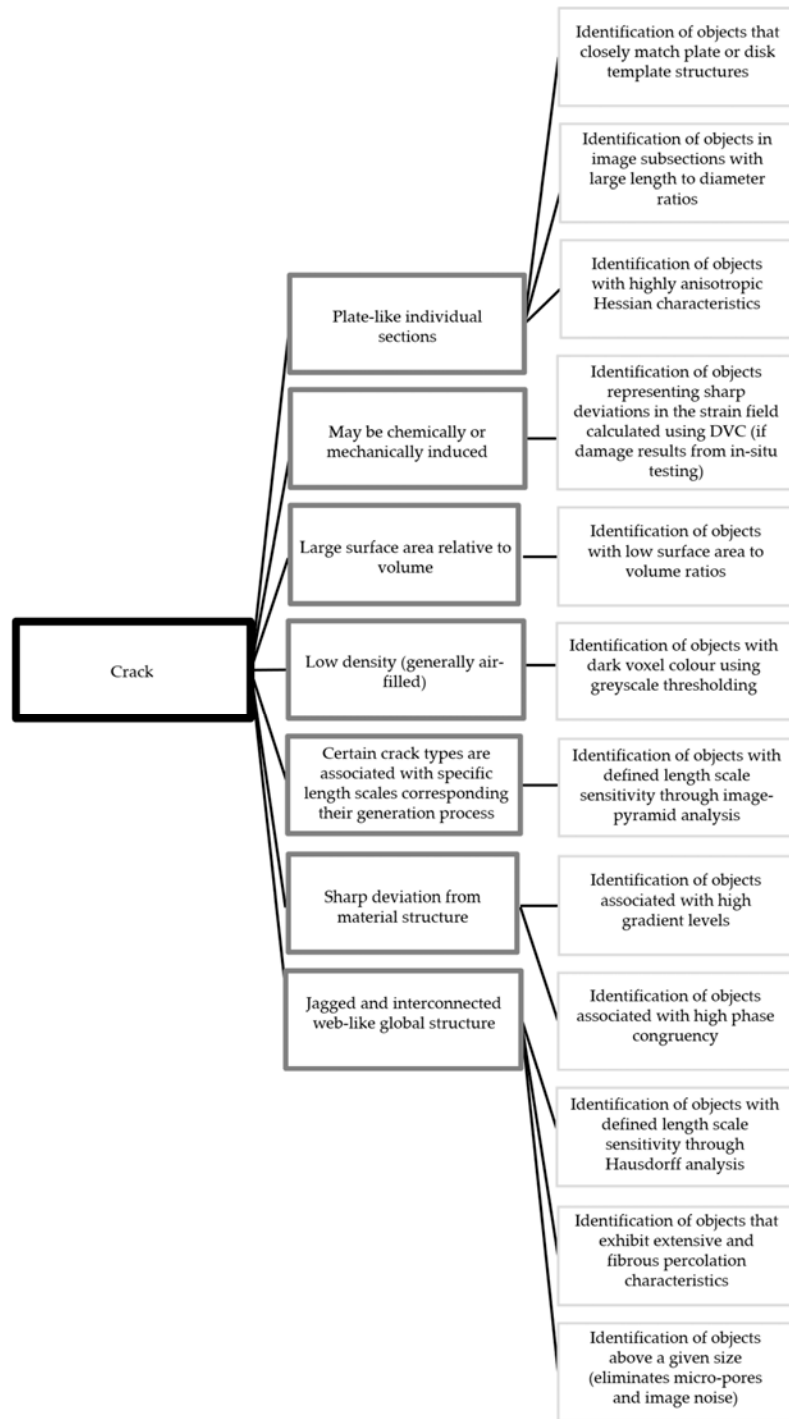 Identification of objects that
closely match plate or disk
template structures
Identification of objects in
image subsections with
large length to diameter
ratios
Identification of objects
with highly anisotropic
Hessian characteristics
Plate-like individual
sections
Identification of objects
representing sharp
deviations in the strain field
calculated using DVC (if
damage results from in-situ
testing)
May be chemically or
mechanically induced
Identification of objects
with low surface area to
volume ratios
Large surface area relative to
volume
Crack
Low density (generally air-
filled)
Identification of objects with
dark voxel colour using
greyscale thresholding
Certain crack types are
associated with specific
length scales corresponding
their generation process
Identification of objects with
defined length scale
sensitivity through image-
pyramid analysis
Sharp deviation from
material structure
Identification of objects
associated with high
gradient levels
Jagged and interconnected
web-like global structure
Identification of objects
associated with high phase
congruency
Identification of objects with
defined length scale
sensitivity through
Hausdorff analysis
Identification of objects that
exhibit extensive and
fibrous percolation
characteristics
Identification of objects
above a given size
(eliminates micro-pores
and image noise)